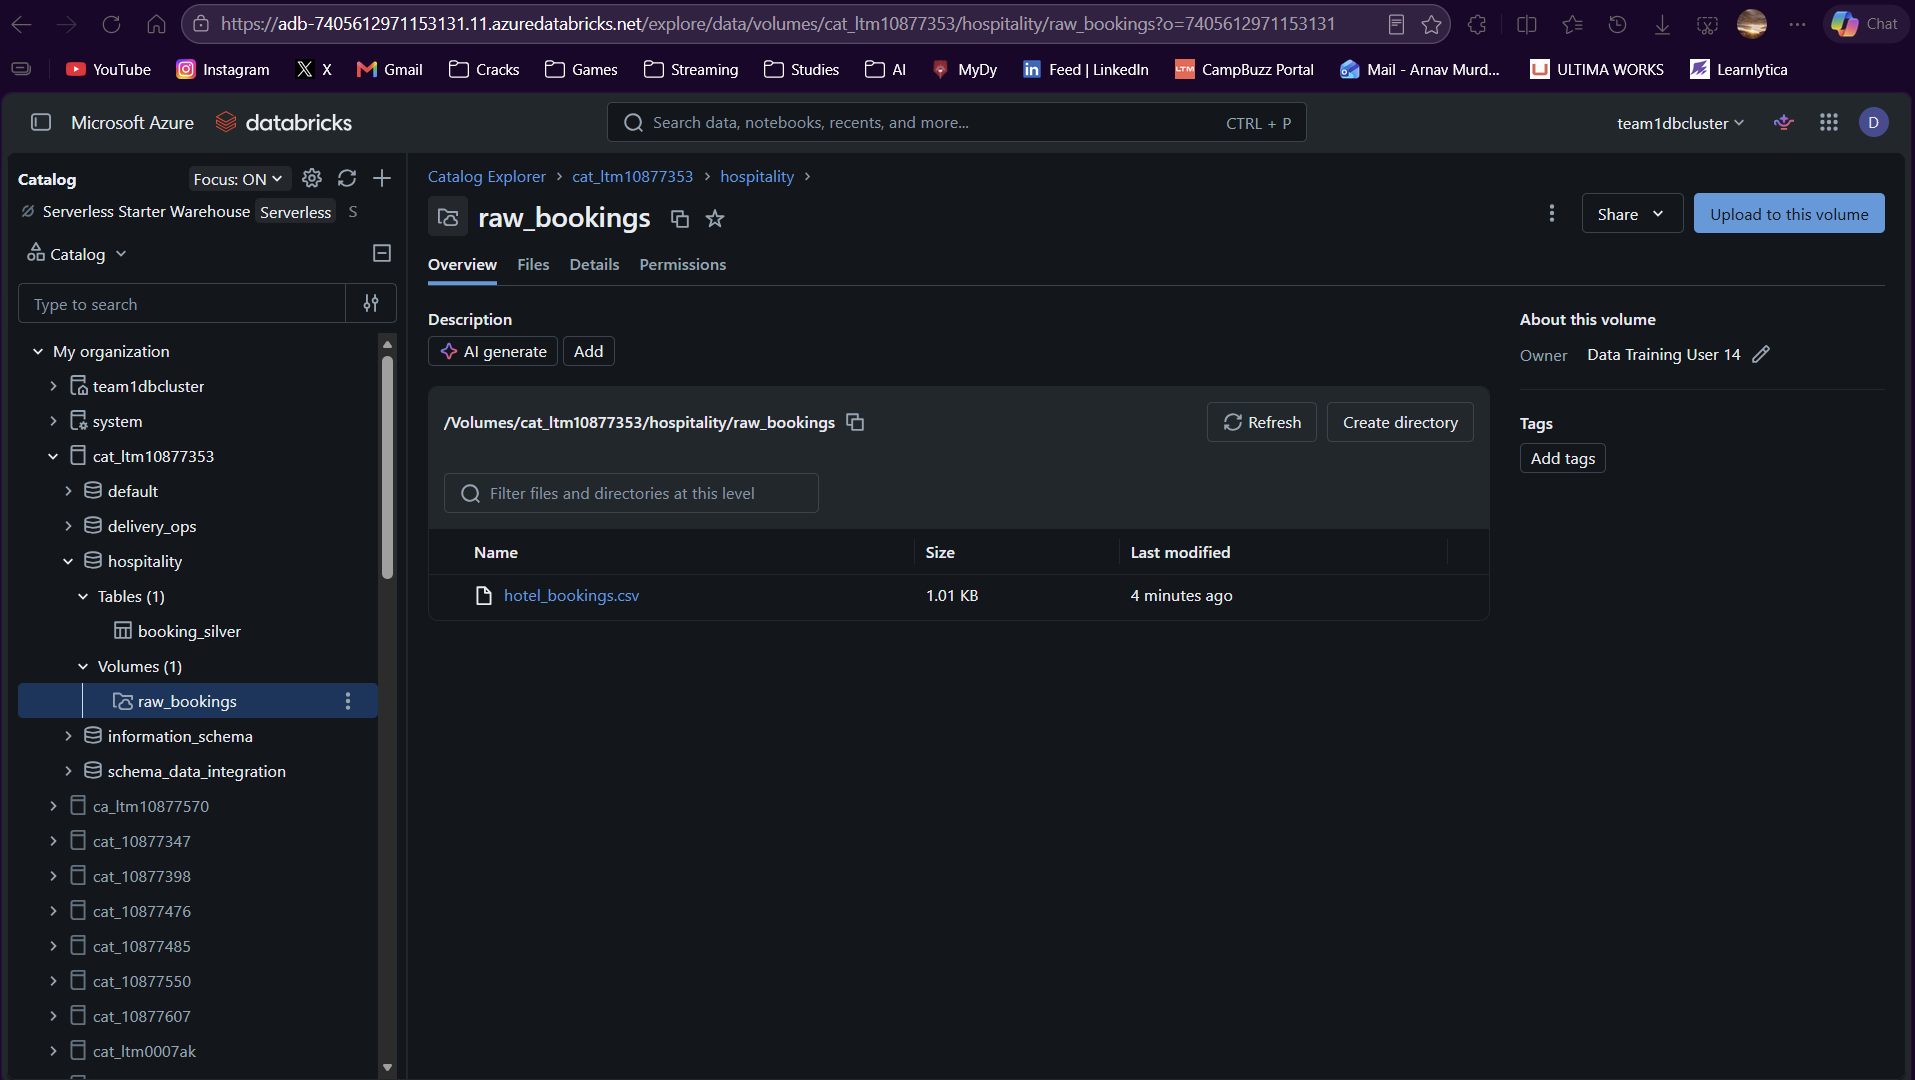 https://adb-7405612971153131.11.azuredatabricks.net/explore/data/volumes/cat_ltm10877353/hospitality/raw_bookings?o=7405612971153131
Chat
YouTube
Instagram
X
Gmail
Cracks
Games
Streaming
Studies
AI
MyDy
Feed | LinkedIn
CampBuzz Portal
Mail - Arnav Murd...
ULTIMA WORKS
Learnlytica
Microsoft Azure
databricks
Search data, notebooks, recents, and more...
CTRL + P
team1dbcluster
D
Catalog
Focus: ON
Serverless Starter Warehouse
Serverless
S
Catalog
Type to search
My organization
team1dbcluster
system
cat_ltm10877353
default
delivery_ops
hospitality
Tables (1)
booking_silver
Volumes (1)
raw_bookings
information_schema
schema_data_integration
ca_ltm10877570
cat_10877347
cat_10877398
cat_10877476
cat_10877485
cat_10877550
cat_10877607
cat_ltm0007ak
Catalog Explorer
cat_ltm10877353
hospitality
raw_bookings
Share
Upload to this volume
Overview
Files
Details
Permissions
Description
AI generate
Add
/Volumes/cat_ltm10877353/hospitality/raw_bookings
Refresh
Create directory
Filter files and directories at this level
Name
Size
Last modified
hotel_bookings.csv
1.01 KB
4 minutes ago
About this volume
Owner
Data Training User 14
Tags
Add tags